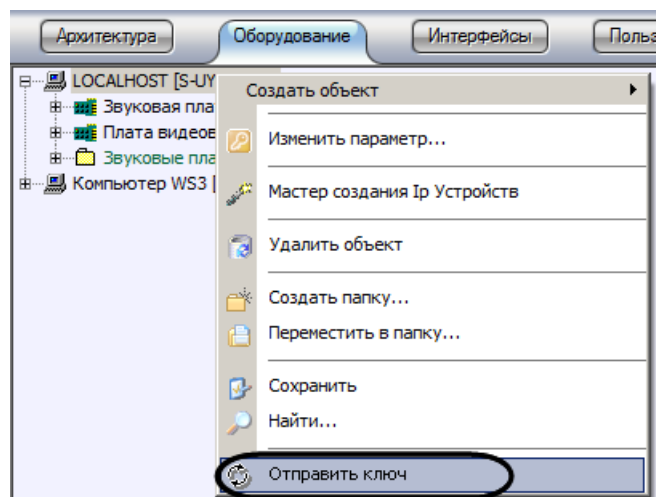 Архитектура Оборудование Интерфейсы
LOCALHOST [S-UY
Создать объект
Звуковая пла
Плата видеов
Изменить параметр...
Звуковые пла
Компьютер WS3 [
Мастер создания Ip Устройств
Удалить объект
Создать папку...
Переместить в папку...
Сохранить
Найти...
Отправить ключ